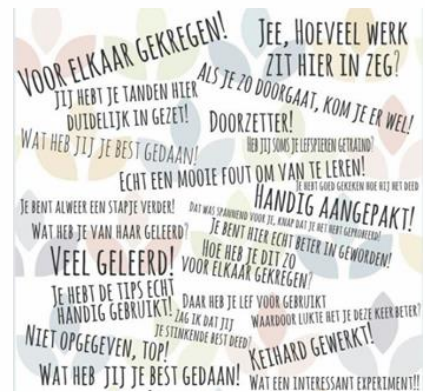 VOOR ELKAAR GEKREGEN!
JEE, HOEVEEL WERK
ZIT HIER IN ZEG?
JIJ HEBT JE TANDEN HIER
DUIDELIJK IN GEZET!
ALS JE ZO DOORGAAT, KOM JE ER WEL!
DOORZETTER!
WAT HEB JIJ JE BEST GEDAAN!
HEB JIJ SOMS JE LEFSPIEREN GETRAIND?
ECHT EEN MOOIE FOUT OM VAN TE LEREN!
JE HEBT GOED GEKEKEN HOE HIJ HET DEED
HANDIG AANGEPAKT!
JE BENT ALWEER EEN STAPJE VERDER!
DAT WAS SPANNEND VOOR JE, KNAP DAT JE HET HEBT GEPROBEERD!
JE BENT HIER ECHT BETER IN GEWORDEN!
WAT HEB JE VAN HAAR GELEERD?
VEEL GELEERD!
HOE HEB JE DIT ZO
VOOR ELKAAR GEKREGEN?
JE HEBT DE TIPS ECHT
HANDIG GEBRUIKT!
DAAR HEB JE LEF VOOR GEBRUIKT
ZAG IK DAT JIJ
JE STINKENDE BEST DEED?
WAARDOOR LUKTE HET JE DEZE KEER BETER?
NIET OPGEGEVEN, TOP!
KEIHARD GEWERKT!
WAT HEB JIJ JE BEST GEDAAN!
WAT EEN INTERESSANT EXPERIMENT!!